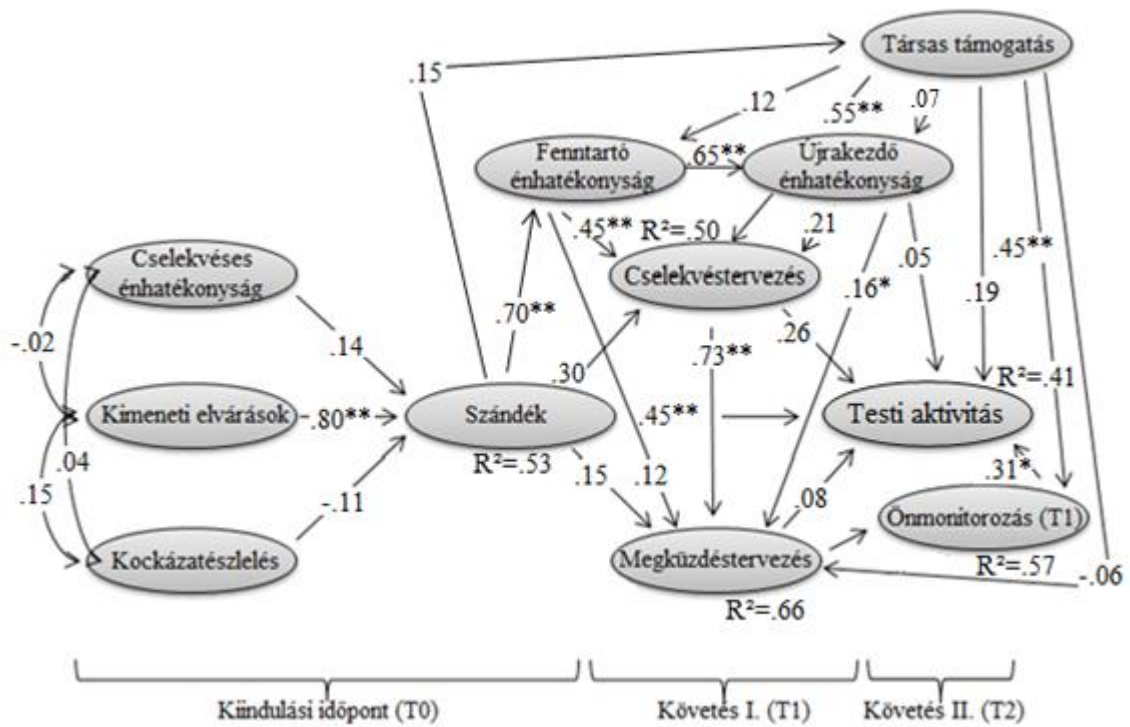 Társas támogatás
.15
.12
.55**
.07
Fenntartó
énhatékonyság
.65**
Újrakezdő
énhatékonyság
.45**
R²=.50
.21
Cselekvéses
énhatékonyság
Cselekvéstervezés
.05
.45**
-.02
.14
.70**
.16*
.19
.26
.30
.73**
R²=.41
Kimeneti elvárások
.80**
Szándék
.45**
Testi aktivitás
.04
R²=.53
.15
.12
.08
.31*
.15
-.11
Önmonitorozás (T1)
Kockázatészlelés
Megküzdéstervezés
R²=.57
-.06
R²=.66
Kiindulási időpont (T0)
Követés I. (T1)
Követés II. (T2)